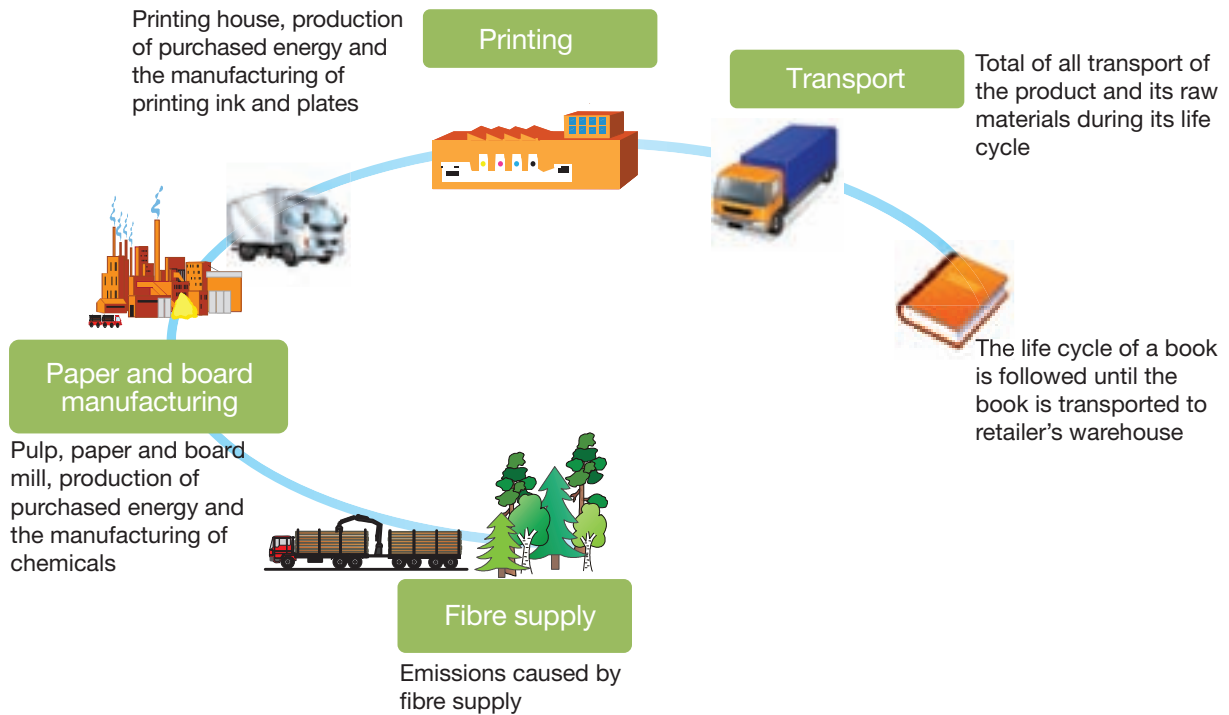 Printing house, production
of purchased energy and
the manufacturing of
printing ink and plates
Printing
Transport
Total of all transport of
the product and its raw
materials during its life
cycle
The life cycle of a book
is followed until the
book is transported to
retailer’s warehouse
Paper and board
manufacturing
Pulp, paper and board
mill, production of
purchased energy and
the manufacturing of
chemicals
Fibre supply
Emissions caused by
fibre supply